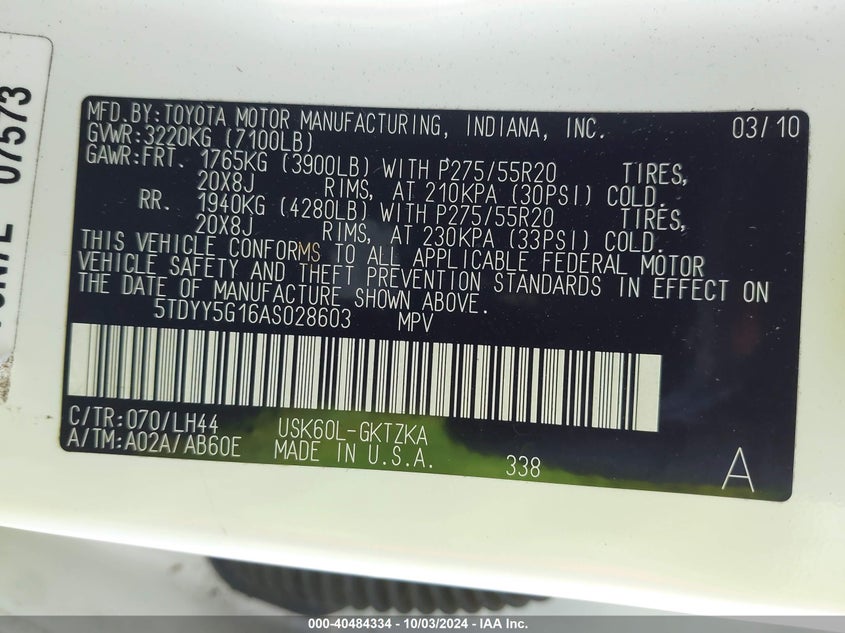 07573
MFD.BY:TOYOTA MOTOR MANUFACTURING, INDIANA, INC. 03/10
GVWR:3220KG (7100LB)
GAWR:FRT. 1765KG (3900LB) WITH P275/55R20 TIRES,
20X8J RIMS, AT 210KPA (30PSI) COLD.
RR. 1940KG (4280LB) WITH P275/55R20 TIRES,
20X8J RIMS, AT 230KPA (33PSI) COLD.
THIS VEHICLE CONFORMS TO ALL APPLICABLE FEDERAL MOTOR
VEHICLE SAFETY AND THEFT PREVENTION STANDARDS IN EFFECT ON
THE DATE OF MANUFACTURE SHOWN ABOVE.
5TDYY5G16AS028603 MPV
C/TR:070/LH44 USK60L-GKTZKA
A/TM:A02A/AB60E MADE IN U.S.A. 338 A
000-40484334 - 10/03/2024 - IAA Inc.